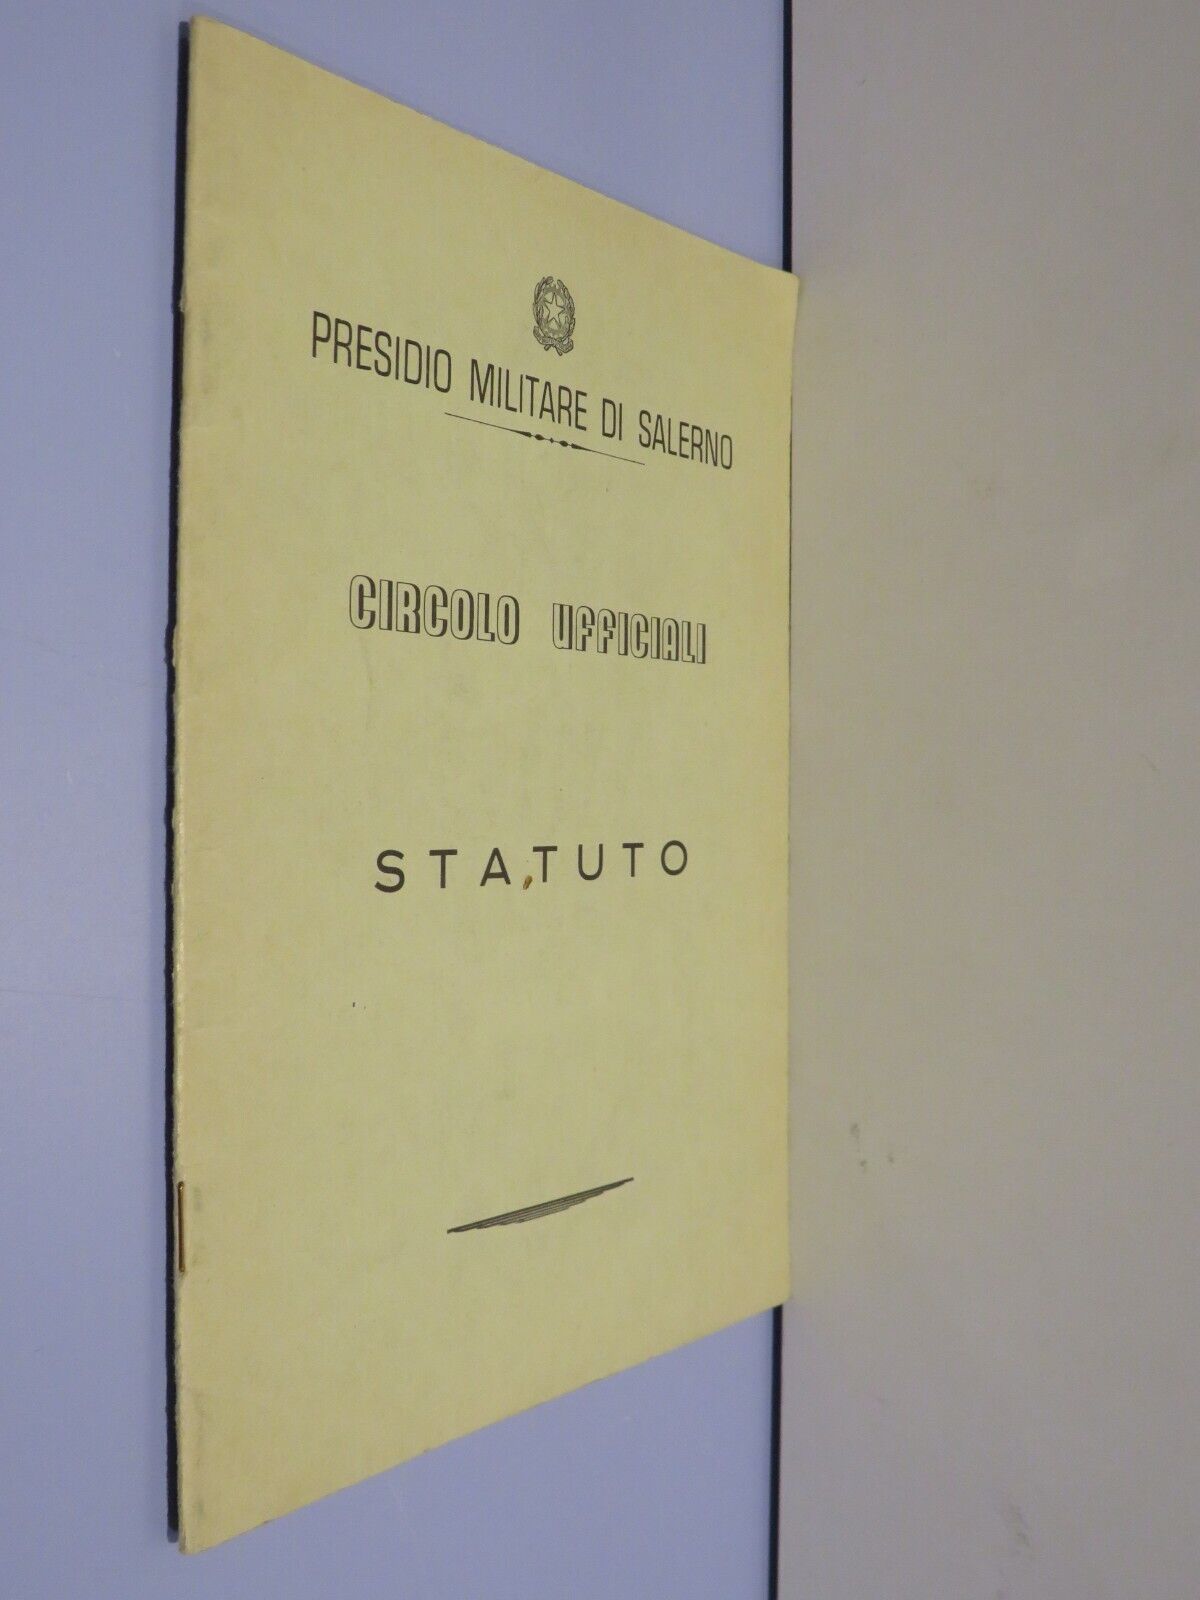 PRESIDIO MILITARE DI SALERNO
CIRCOLO UFFICIALI
STATUTO